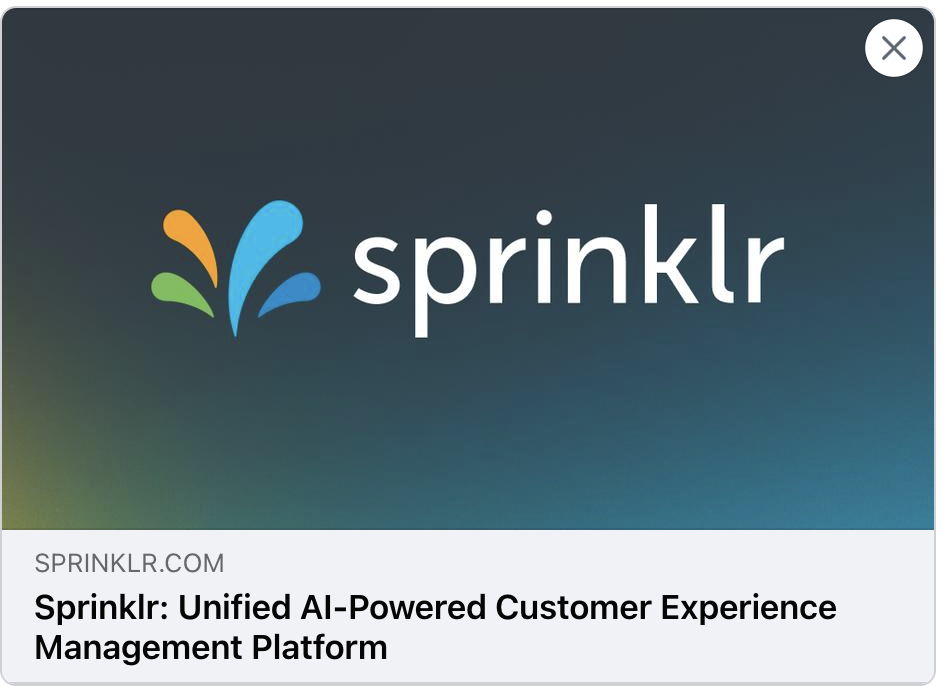 sprinklr
SPRINKLR.COM
Sprinklr: Unified AI-Powered Customer Experience
Management Platform